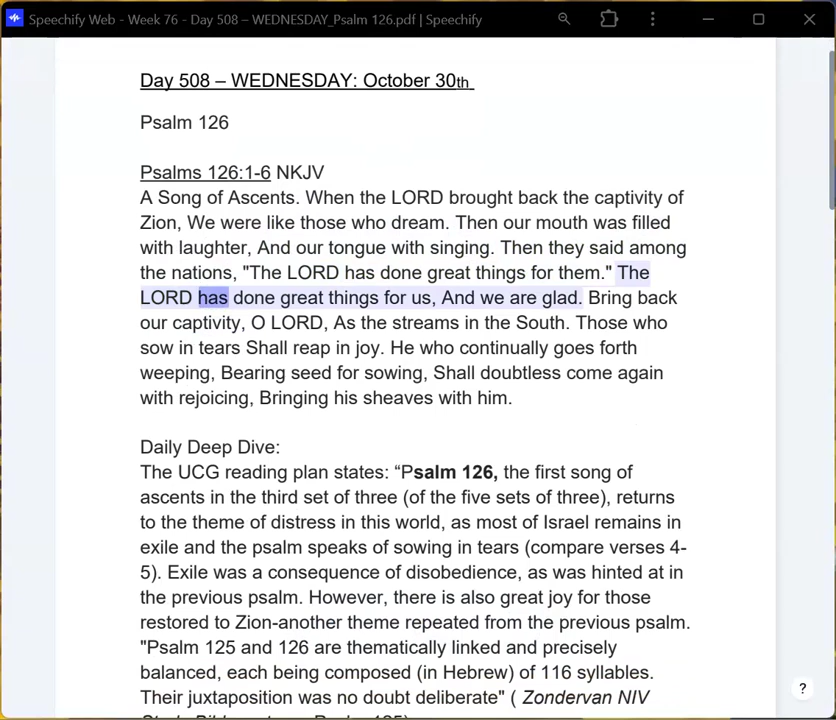 Speechify Web - Week 76 - Day 508 – WEDNESDAY_Psalm 126.pdf | Speechify
Day 508 – WEDNESDAY: October 30th
Psalm 126
Psalms 126:1-6 NKJV
A Song of Ascents. When the LORD brought back the captivity of
Zion, We were like those who dream. Then our mouth was filled
with laughter, And our tongue with singing. Then they said among
the nations, "The LORD has done great things for them." The
LORD has done great things for us, And we are glad. Bring back
our captivity, O LORD, As the streams in the South. Those who
sow in tears Shall reap in joy. He who continually goes forth
weeping, Bearing seed for sowing, Shall doubtless come again
with rejoicing, Bringing his sheaves with him.
Daily Deep Dive:
The UCG reading plan states: “Psalm 126, the first song of
ascents in the third set of three (of the five sets of three), returns
to the theme of distress in this world, as most of Israel remains in
exile and the psalm speaks of sowing in tears (compare verses 4-
5). Exile was a consequence of disobedience, as was hinted at in
the previous psalm. However, there is also great joy for those
restored to Zion-another theme repeated from the previous psalm.
"Psalm 125 and 126 are thematically linked and precisely
balanced, each being composed (in Hebrew) of 116 syllables.
Their juxtaposition was no doubt deliberate" ( Zondervan NIV
?